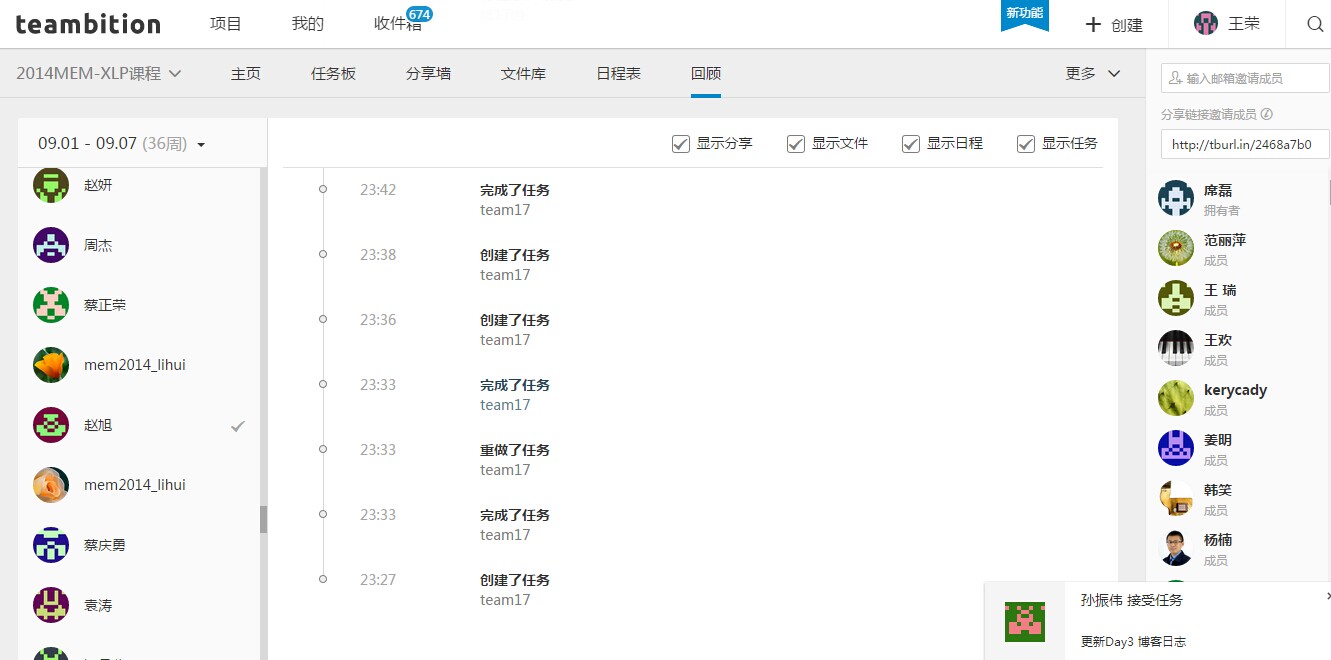 teambition 项目 我的 收件箱 674 新功能 创建 王荣
2014MEM-XLP课程 主页 任务板 分享墙 文件库 日程表 回顾 更多
输入邮箱邀请成员
分享链接邀请成员
http://tburl.in/2468a7b0
09.01 - 09.07 (36周)
显示分享 显示文件 显示日程 显示任务
赵妍
周杰
蔡正荣
mem2014_lihui
赵旭
mem2014_lihui
蔡庆勇
袁涛
23:42 完成了任务
team17
23:38 创建了任务
team17
23:36 创建了任务
team17
23:33 完成了任务
team17
23:33 重做了任务
team17
23:33 完成了任务
team17
23:27 创建了任务
team17
席磊
拥有者
范丽萍
成员
王 瑞
成员
王欢
成员
kerycady
成员
姜明
成员
韩笑
成员
杨楠
成员
孙振伟 接受任务
更新Day3 博客日志